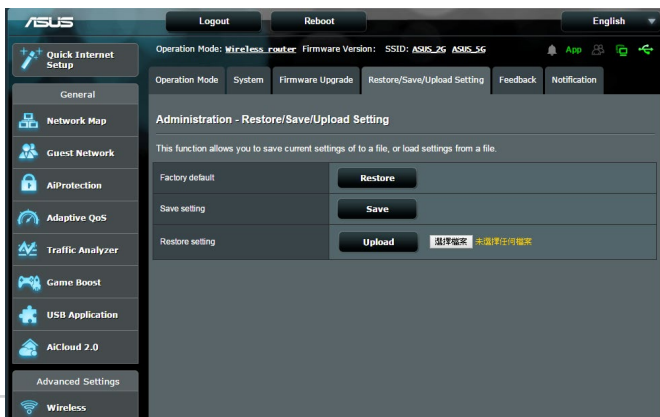 ASUS
Logout
Reboot
English
Quick Internet Setup
Operation Mode: Wireless router Firmware Version: SSID: ASUS_2G ASUS_5G
App
Operation Mode
System
Firmware Upgrade
Restore/Save/Upload Setting
Feedback
Notification
General
Network Map
Guest Network
AiProtection
Adaptive QoS
Traffic Analyzer
Game Boost
USB Application
AiCloud 2.0
Advanced Settings
Wireless
Administration - Restore/Save/Upload Setting
This function allows you to save current settings of to a file, or load settings from a file.
Factory default
Restore
Save setting
Save
Restore setting
Upload
選擇檔案 未選擇任何檔案